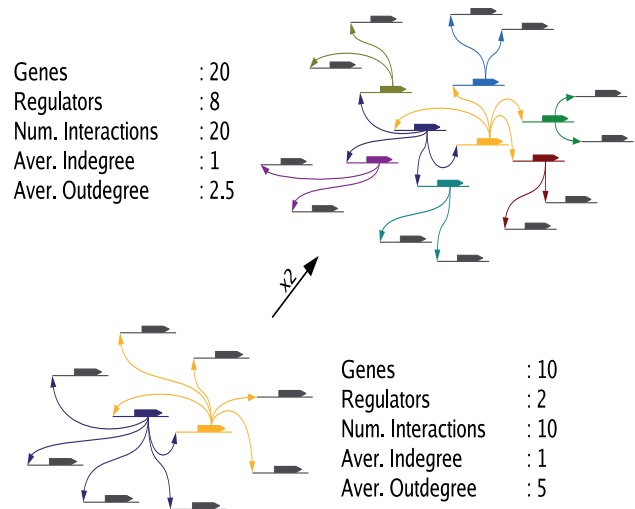 Genes : 20
Regulators : 8
Num. Interactions : 20
Aver. Indegree : 1
Aver. Outdegree : 2.5
x2
Genes : 10
Regulators : 2
Num. Interactions : 10
Aver. Indegree : 1
Aver. Outdegree : 5